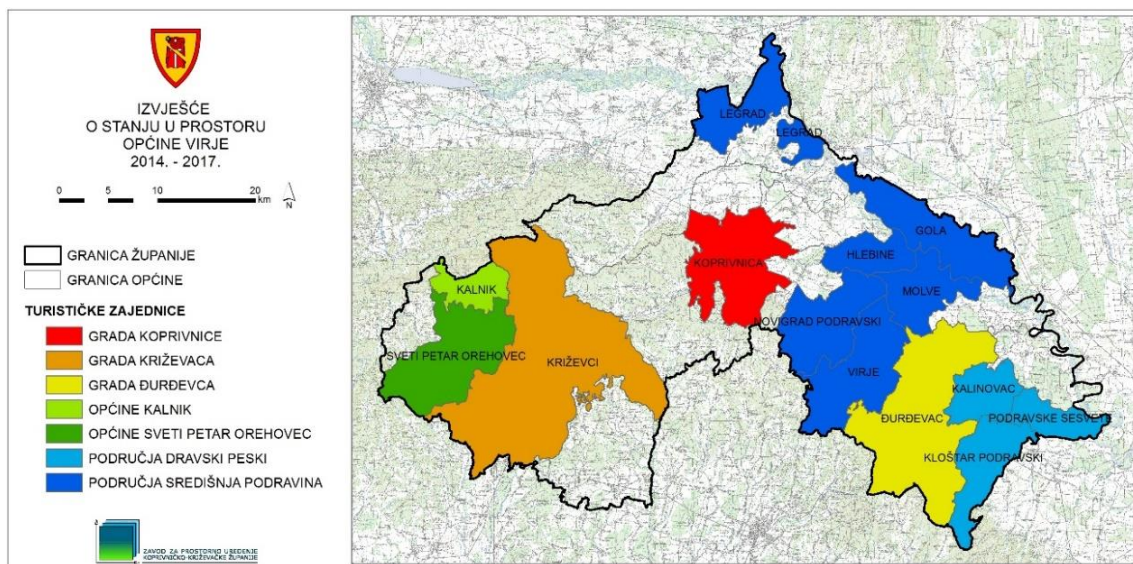 IZVJEŠĆE
O STANJU U PROSTORU
OPĆINE VIRJE
2014. - 2017.
0 5 10 20
km
N
GRANICA ŽUPANIJE
GRANICA OPĆINE
TURISTIČKE ZAJEDNICE
GRADA KOPRIVNICE
GRADA KRIŽEVACA
GRADA ĐURĐEVCA
OPĆINE KALNIK
OPĆINE SVETI PETAR OREHOVEC
PODRUČJA DRAVSKI PESKI
PODRUČJA SREDIŠNJA PODRAVINA
ZAVOD ZA PROSTORNO UREĐENJE
KOPRIVNIČKO-KRIŽEVAČKE ŽUPANIJE
LEGRAD
LEGRAD
GOLA
HLEBINE
KOPRIVNICA
MOLVE
KALNIK
NOVIGRAD PODRAVSKI
SVETI PETAR OREHOVEC
KRIŽEVCI
VIRJE
KALINOVAC
ĐURĐEVAC
PODRAVSKE SESVETE
KLOŠTAR PODRAVSKI